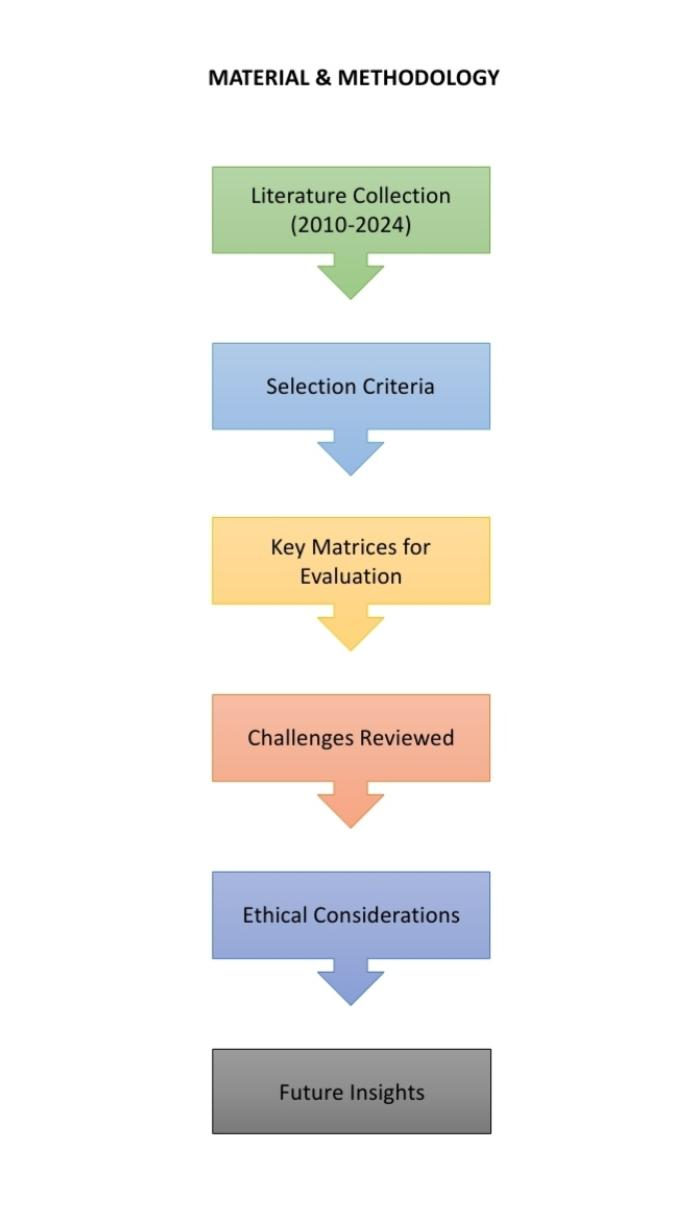 MATERIAL & METHODOLOGY
Literature Collection
(2010-2024)
Selection Criteria
Key Matrices for
Evaluation
Challenges Reviewed
Ethical Considerations
Future Insights